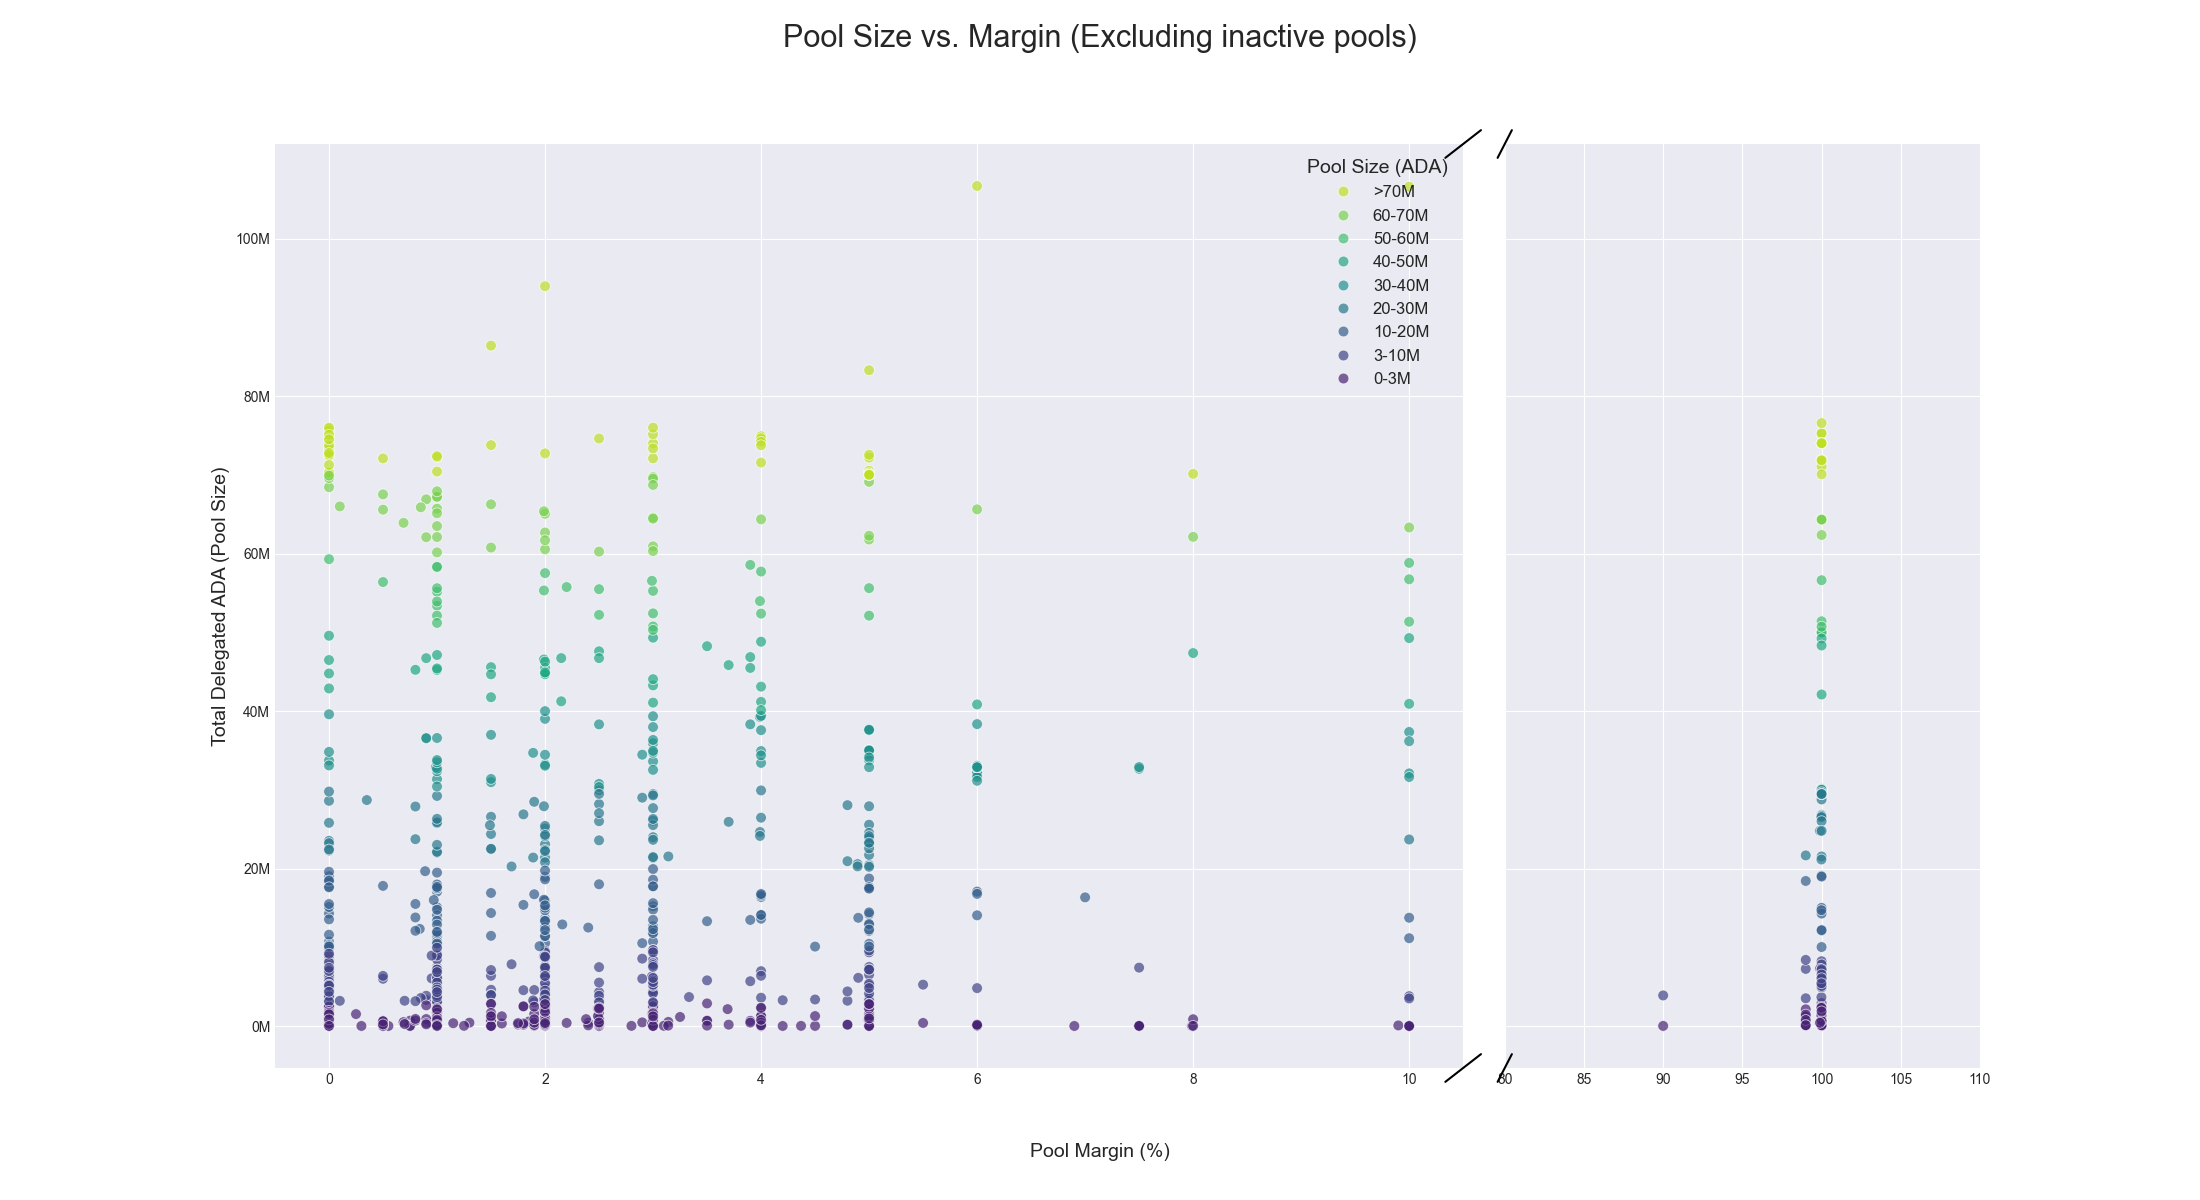 Pool Size vs. Margin (Excluding inactive pools)
Pool Size (ADA)
>70M
60-70M
50-60M
40-50M
30-40M
20-30M
10-20M
3-10M
0-3M
Total Delegated ADA (Pool Size)
100M
80M
60M
40M
20M
0M
0 2 4 6 8 10 80 85 90 95 100 105 110
Pool Margin (%)